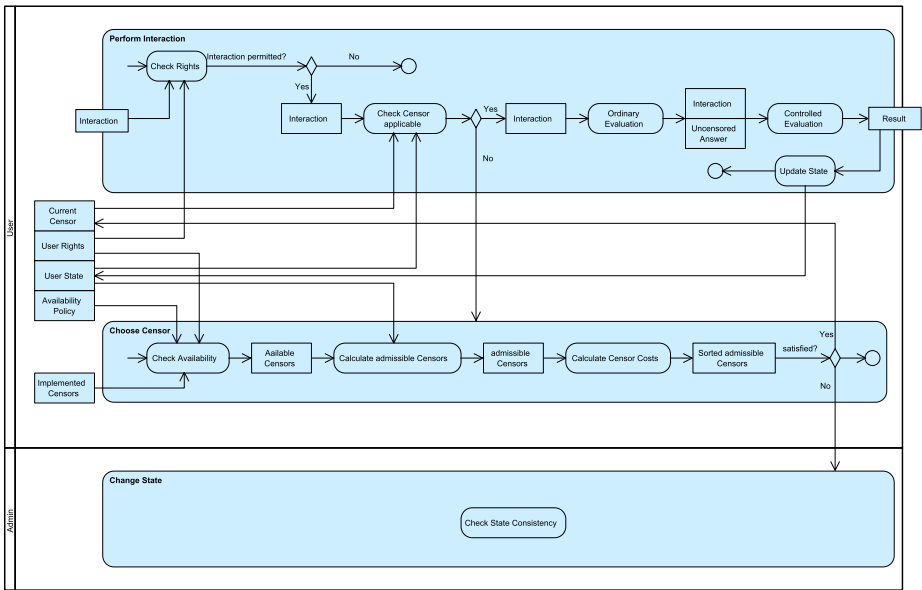 User
Perform Interaction
Check Rights
Interaction permitted?
No
Yes
Interaction
Interaction
Check Censor
applicable
Yes
No
Interaction
Ordinary
Evaluation
Interaction
Uncensored
Answer
Controlled
Evaluation
Result
Update State
Current
Censor
User Rights
User State
Availability
Policy
Choose Censor
Check Availability
Aailable
Censors
Calculate admissible Censors
admissible
Censors
Calculate Censor Costs
Sorted admissible
Censors
satisfied?
Yes
No
Implemented
Censors
Admin
Change State
Check State Consistency